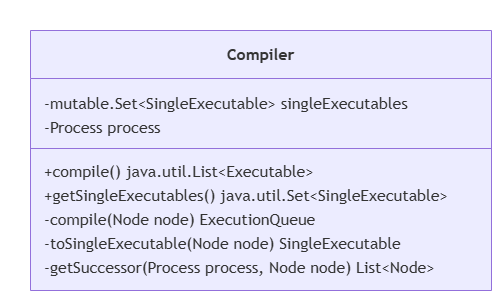 Compiler
-mutable.Set<SingleExecutable> singleExecutables
-Process process
+compile() java.util.List<Executable>
+getSingleExecutables() java.util.Set<SingleExecutable>
-compile(Node node) ExecutionQueue
-toSingleExecutable(Node node) SingleExecutable
-getSuccessor(Process process, Node node) List<Node>